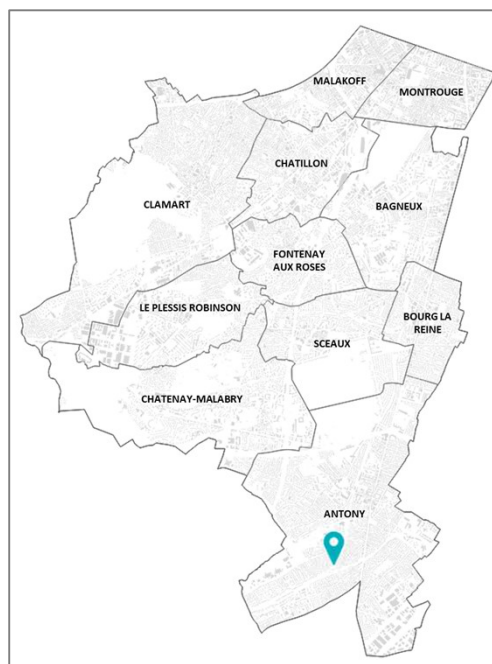 MALAKOFF
MONTROUGE
CHATILLON
CLAMART
BAGNEUX
FONTENAY
AUX ROSES
LE PLESSIS ROBINSON
BOURG LA
REINE
SCEAUX
CHATENAY-MALABRY
ANTONY